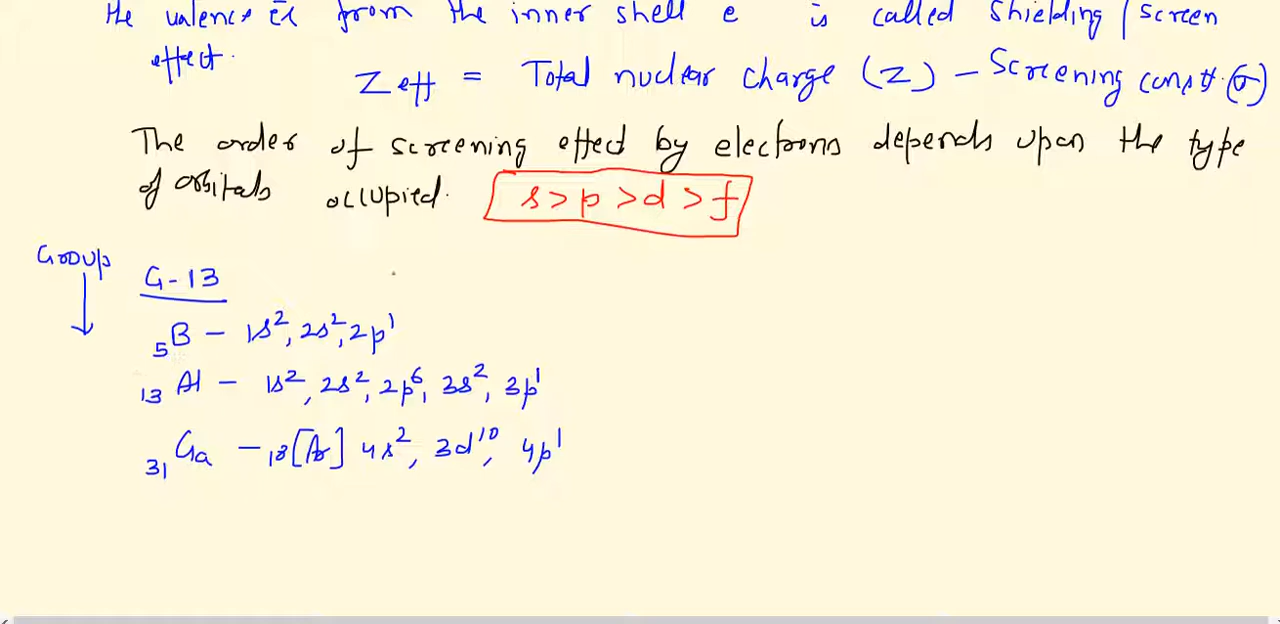 the valence e̅s from the inner shell e is called Shielding / Screen
effect.
Zeff = Total nuclear charge (Z) - Screening const. (σ)
The order of screening effect by electrons depends upon the type
of orbitals occupied. s > p > d > f
Group
G-13
5B - 1s², 2s², 2p¹
13Al - 1s², 2s², 2p⁶, 3s², 3p¹
31Ga - 18[Ar] 4s², 3d¹⁰, 4p¹